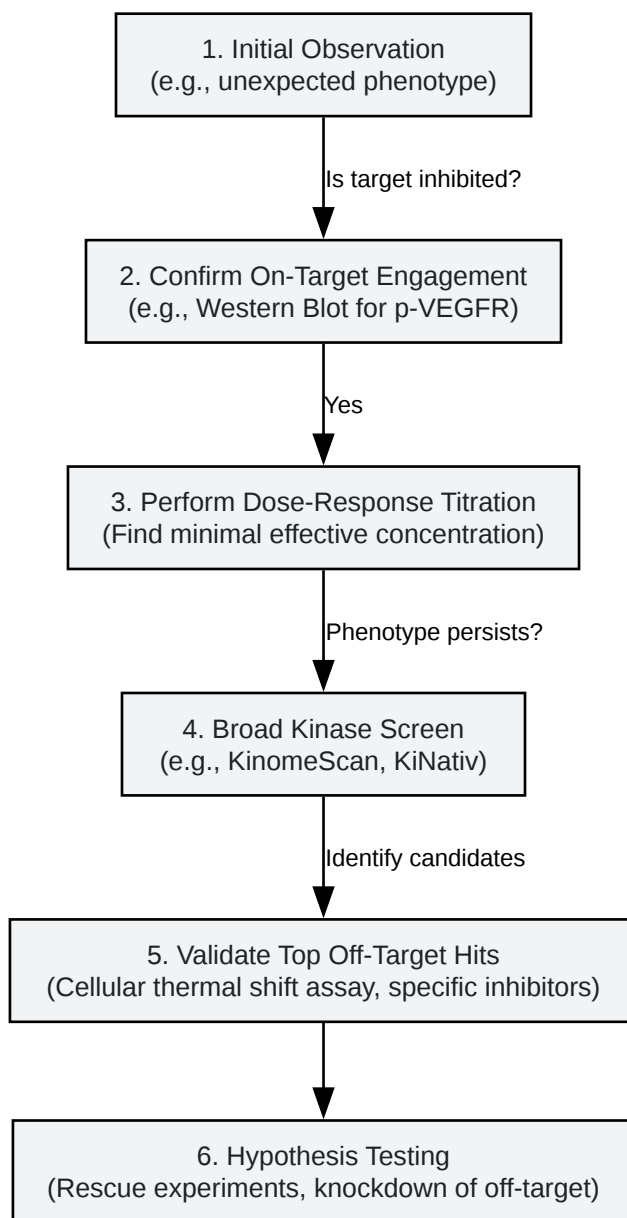 1. Initial Observation
(e.g., unexpected phenotype)
Is target inhibited?
2. Confirm On-Target Engagement
(e.g., Western Blot for p-VEGFR)
Yes
3. Perform Dose-Response Titration
(Find minimal effective concentration)
Phenotype persists?
4. Broad Kinase Screen
(e.g., KinomeScan, KiNativ)
Identify candidates
5. Validate Top Off-Target Hits
(Cellular thermal shift assay, specific inhibitors)
6. Hypothesis Testing
(Rescue experiments, knockdown of off-target)